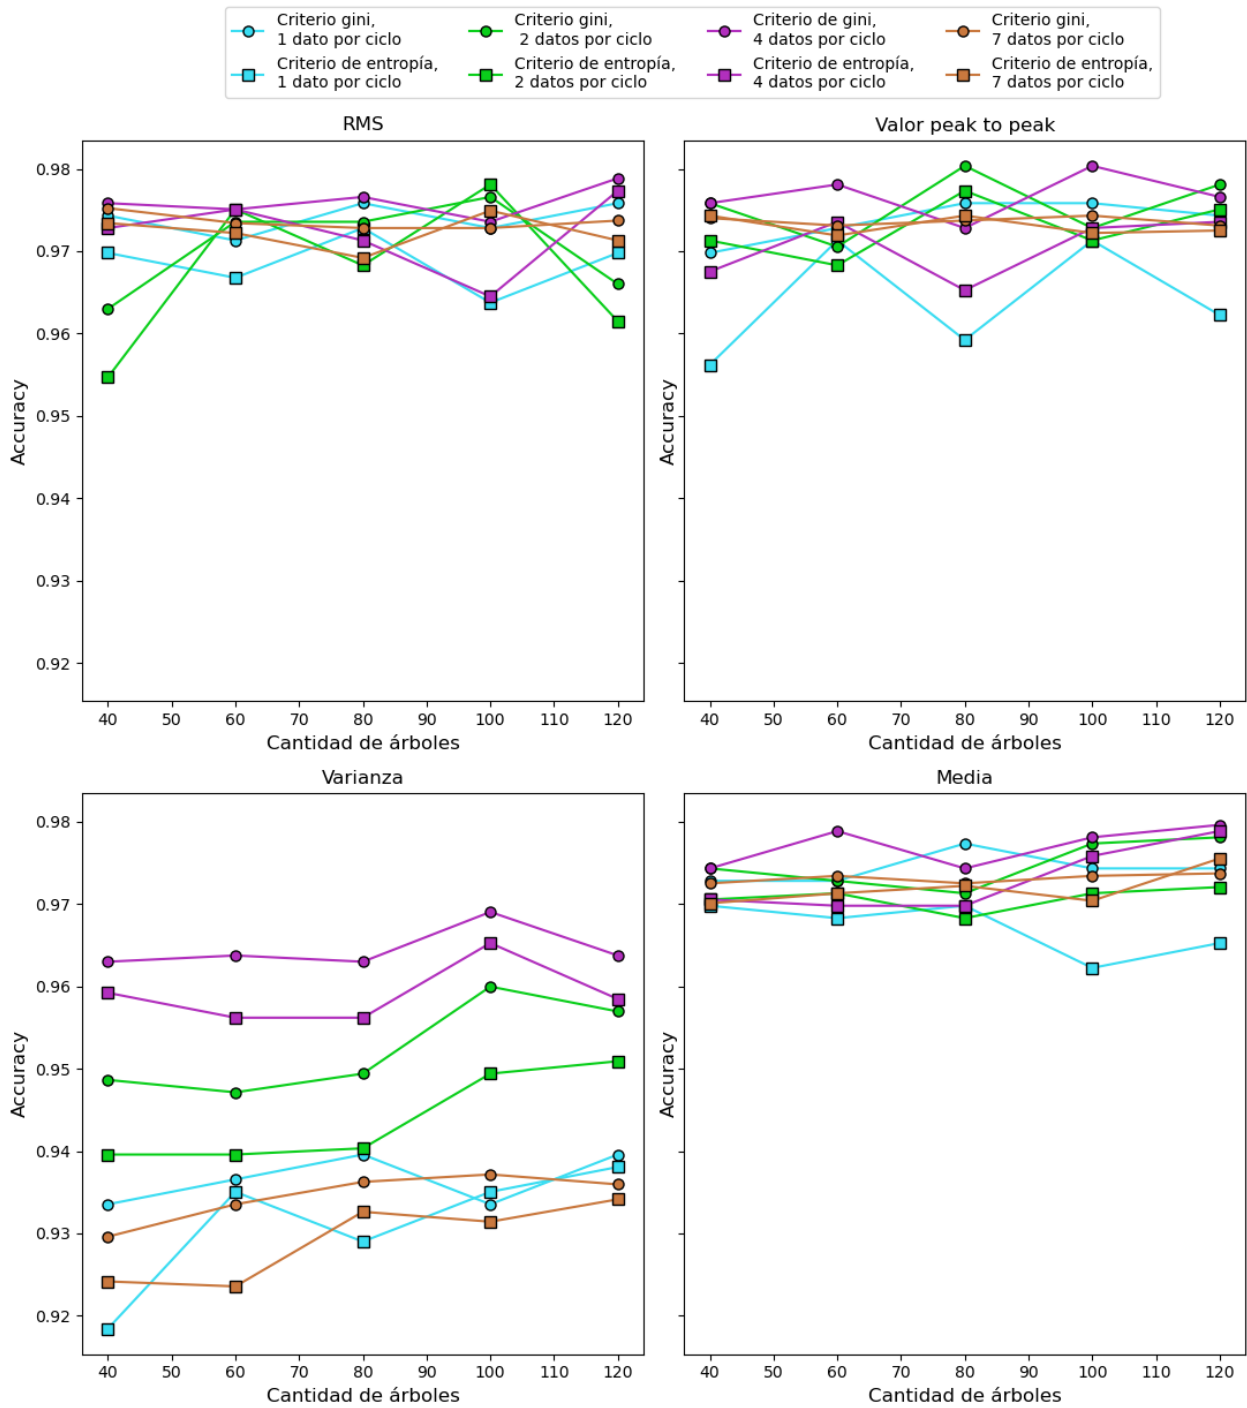 Criterio gini,
1 dato por ciclo
Criterio de entropía,
1 dato por ciclo
Criterio gini,
2 datos por ciclo
Criterio de entropía,
2 datos por ciclo
Criterio de gini,
4 datos por ciclo
Criterio de entropía,
4 datos por ciclo
Criterio gini,
7 datos por ciclo
Criterio de entropía,
7 datos por ciclo
RMS
0.98
0.97
0.96
0.95
0.94
0.93
0.92
Accuracy
40 50 60 70 80 90 100 110 120
Cantidad de árboles
Valor peak to peak
Accuracy
40 50 60 70 80 90 100 110 120
Cantidad de árboles
Varianza
0.98
0.97
0.96
0.95
0.94
0.93
0.92
Accuracy
40 50 60 70 80 90 100 110 120
Cantidad de árboles
Media
Accuracy
40 50 60 70 80 90 100 110 120
Cantidad de árboles